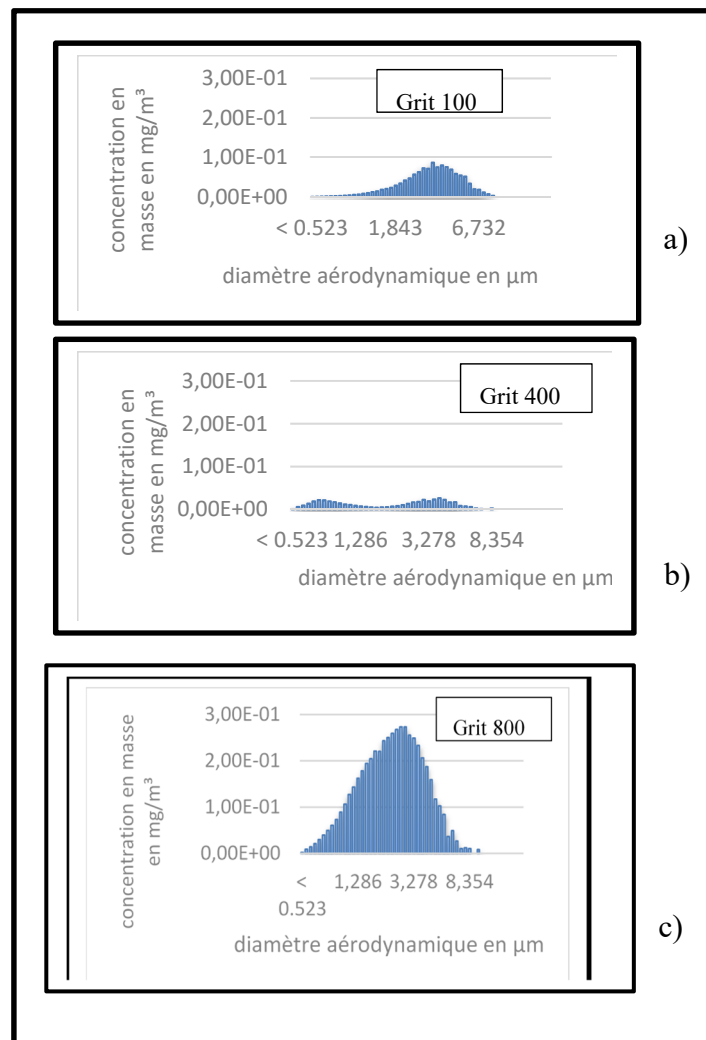 concentration en
masse en mg/m³
3,00E-01
2,00E-01
1,00E-01
0,00E+00
Grit 100
< 0.523 1,843 6,732
diamètre aérodynamique en µm
a)
concentration en
masse en mg/m³
3,00E-01
2,00E-01
1,00E-01
0,00E+00
Grit 400
< 0.523 1,286 3,278 8,354
diamètre aérodynamique en µm
b)
concentration en masse
en mg/m³
3,00E-01
2,00E-01
1,00E-01
0,00E+00
Grit 800
< 1,286 3,278 8,354
0.523
diamètre aérodynamique en µm
c)